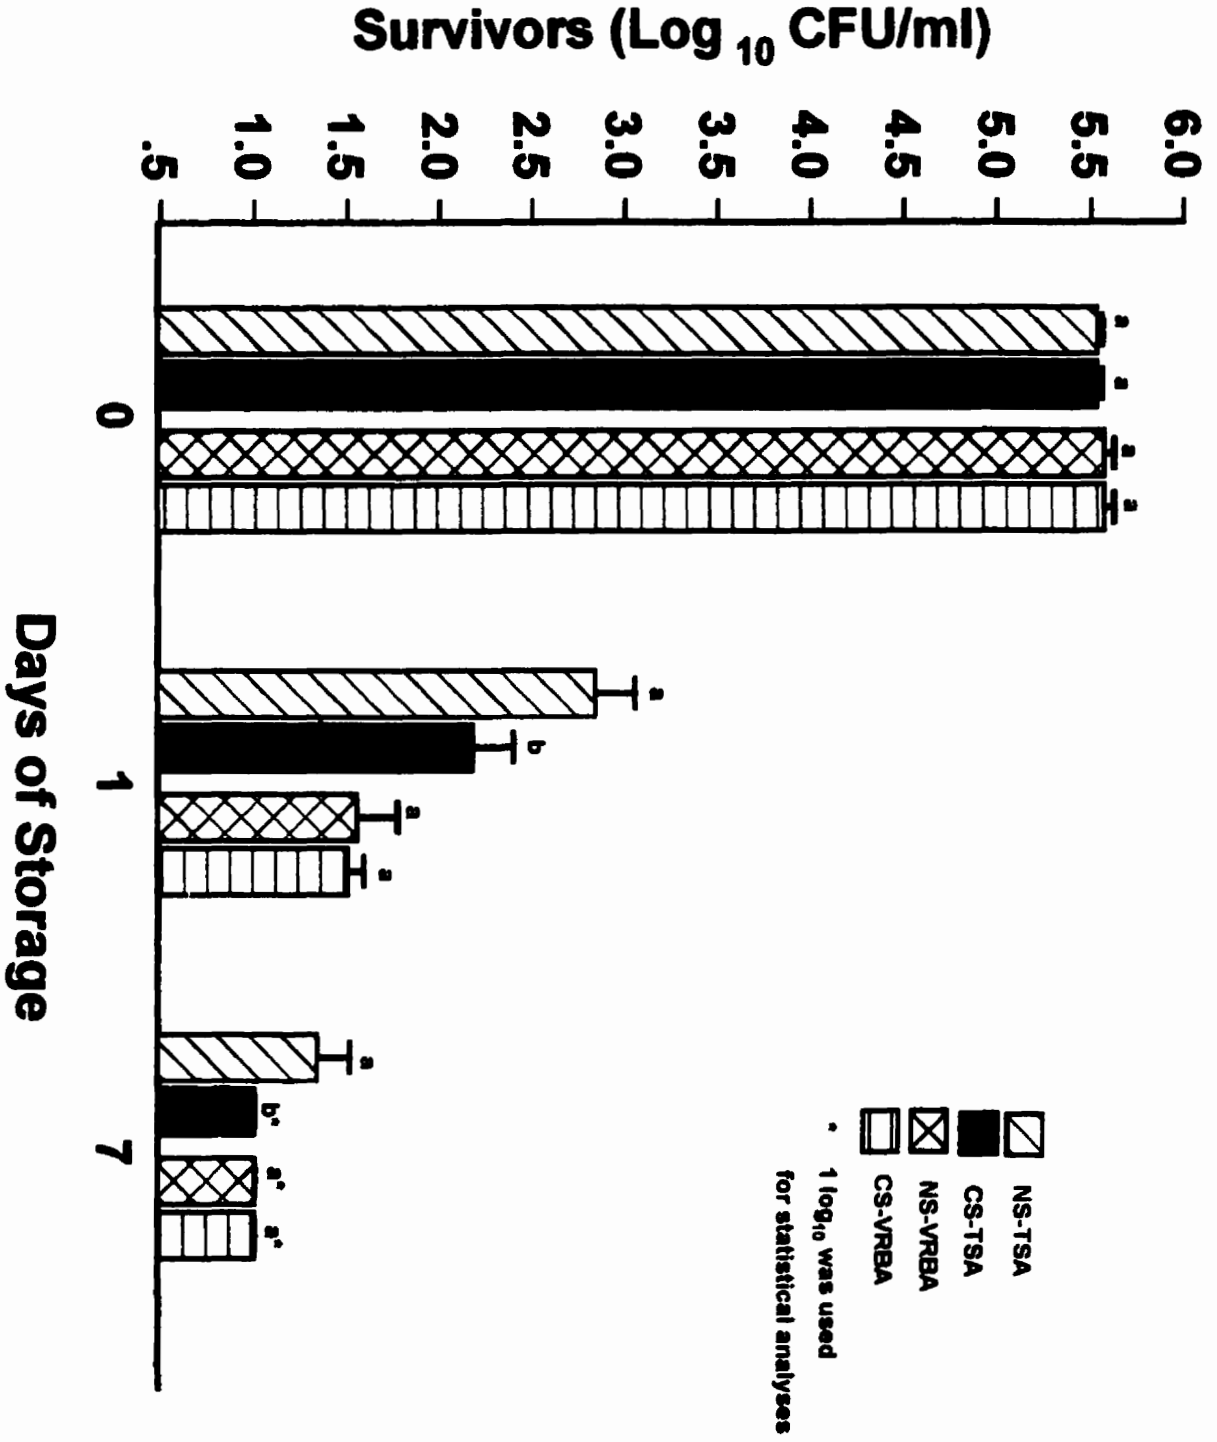 Survivors (Log 10 CFU/ml)
6.0
5.5
5.0
4.5
4.0
3.5
3.0
2.5
2.0
1.5
1.0
.5
a
a
a
a
a
b
a
a
a
b*
a*
a*
0
1
7
Days of Storage
NS-TSA
CS-TSA
NS-VRBA
CS-VRBA
* 1 log10 was used
for statistical analyses